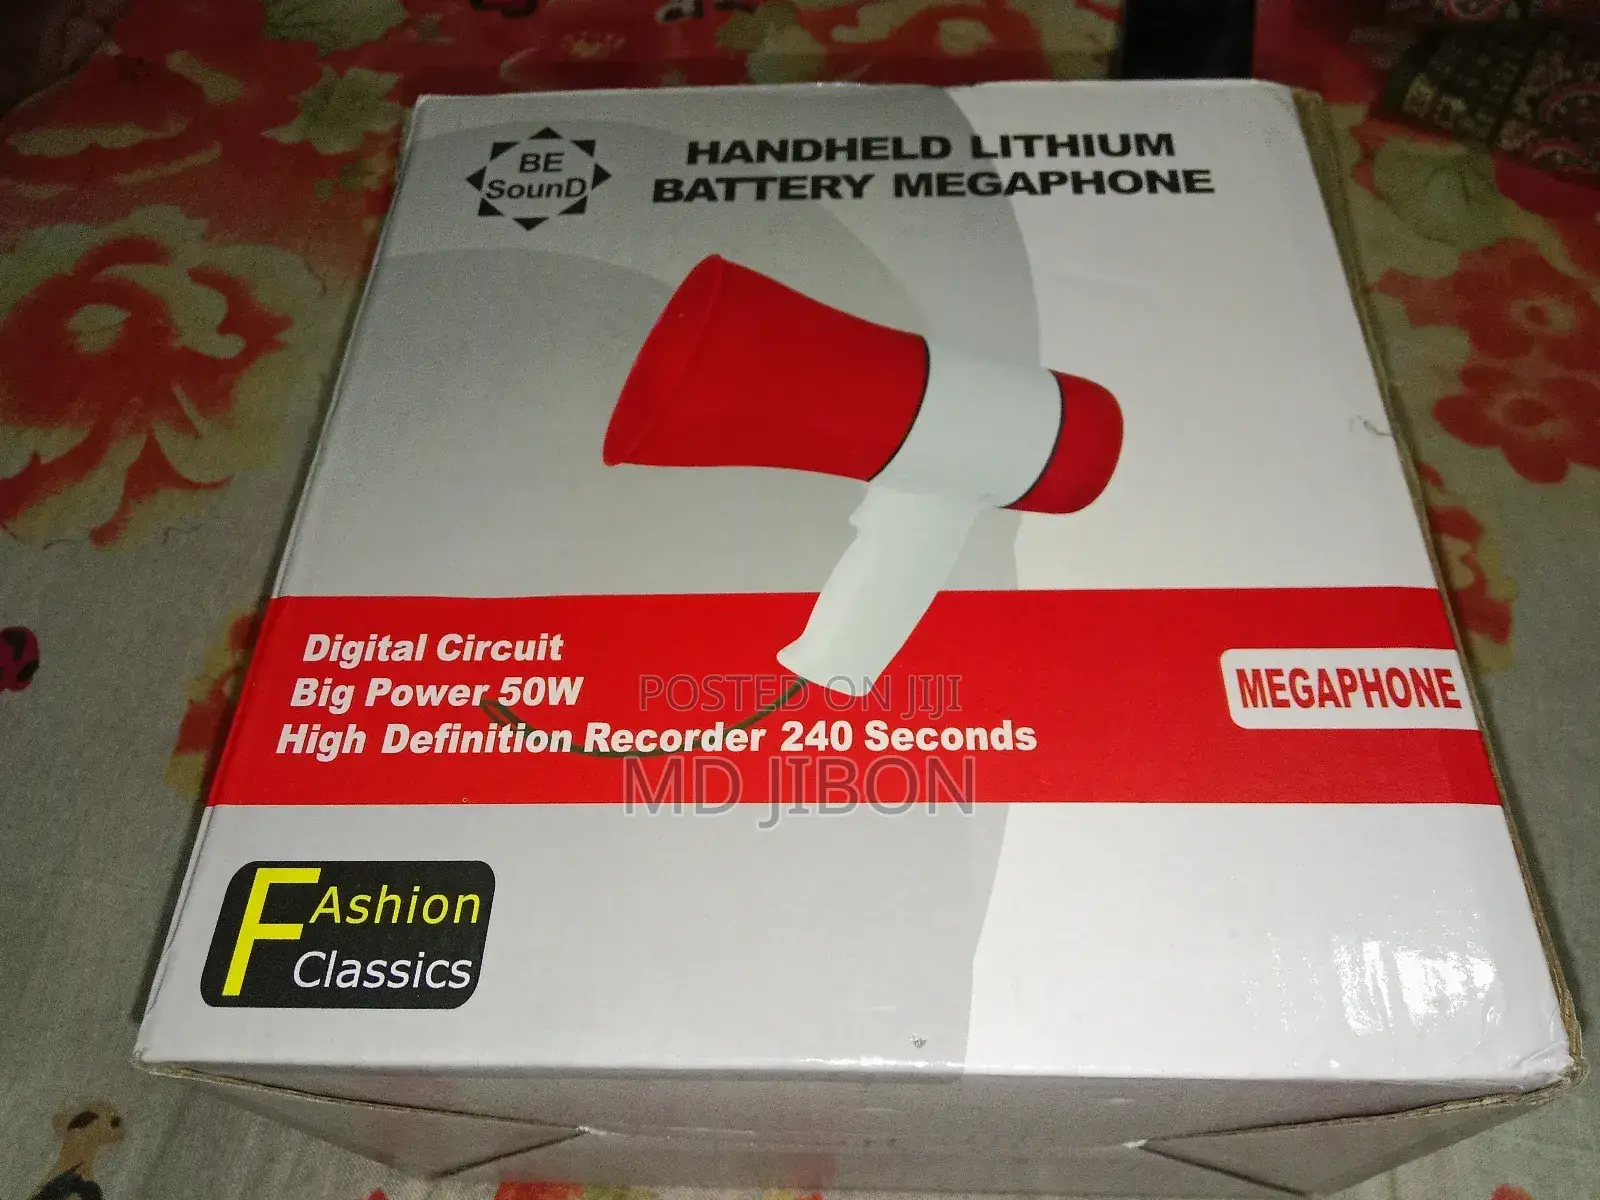 BE
SounD
HANDHELD LITHIUM
BATTERY MEGAPHONE
Digital Circuit
Big Power 50W
High Definition Recorder 240 Seconds
MEGAPHONE
POSTED ON JIJI
MD JIBON
FAshion
Classics